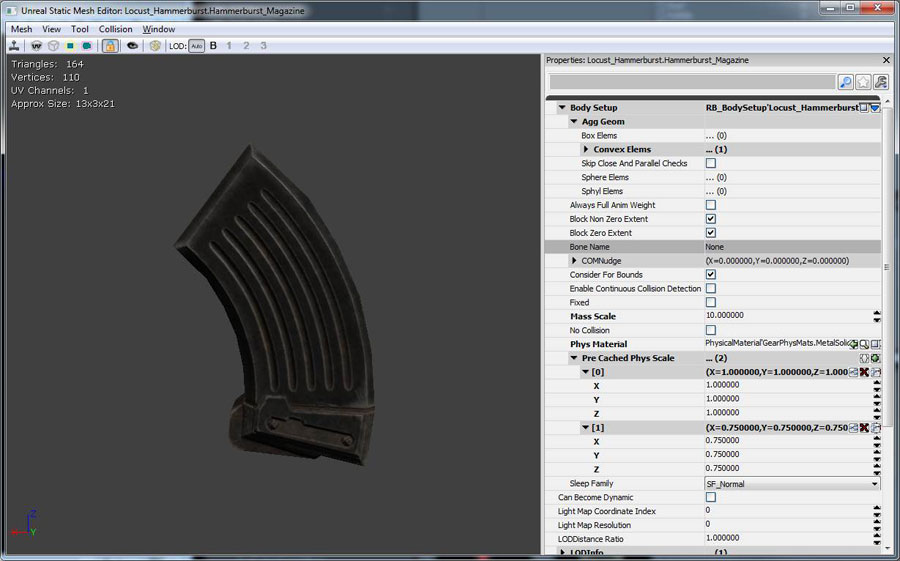 Unreal Static Mesh Editor: Locust_Hammerburst.Hammerburst_Magazine
Mesh View Tool Collision Window
LOD: Auto B 1 2 3
Triangles: 164
Vertices: 110
UV Channels: 1
Approx Size: 13x3x21
Z
X Y
Properties: Locust_Hammerburst.Hammerburst_Magazine
Body Setup RB_BodySetup'Locust_Hammerburst
Agg Geom
Box Elems ... (0)
Convex Elems ... (1)
Skip Close And Parallel Checks
Sphere Elems ... (0)
Sphyl Elems ... (0)
Always Full Anim Weight
Block Non Zero Extent
Block Zero Extent
Bone Name None
COMNudge (X=0.000000,Y=0.000000,Z=0.000000)
Consider For Bounds
Enable Continuous Collision Detection
Fixed
Mass Scale 10.000000
No Collision
Phys Material PhysicalMaterial'GearPhysMats.MetalSolid
Pre Cached Phys Scale ... (2)
[0] (X=1.000000,Y=1.000000,Z=1.000
X 1.000000
Y 1.000000
Z 1.000000
[1] (X=0.750000,Y=0.750000,Z=0.750
X 0.750000
Y 0.750000
Z 0.750000
Sleep Family SF_Normal
Can Become Dynamic
Light Map Coordinate Index 0
Light Map Resolution 0
LODDistance Ratio 1.000000
LODInfo ... (1)